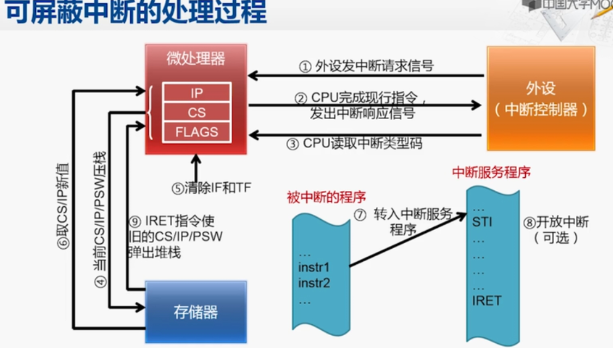 可屏蔽中断的处理过程
中国大学MOO
微处理器
IP
CS
FLAGS
① 外设发中断请求信号
② CPU完成现行指令，
发出中断响应信号
③ CPU读取中断类型码
外设
（中断控制器）
⑤清除IF和TF
⑥取CS/IP新值
④ 当前CS/IP/PSW压栈
⑨ IRET指令使
旧的CS/IP/PSW
弹出堆栈
存储器
被中断的程序
…
instr1
instr2
…
⑦ 转入中断服务
程序
中断服务程序
…
STI
…
…
…
IRET
⑧开放中断
（可选）